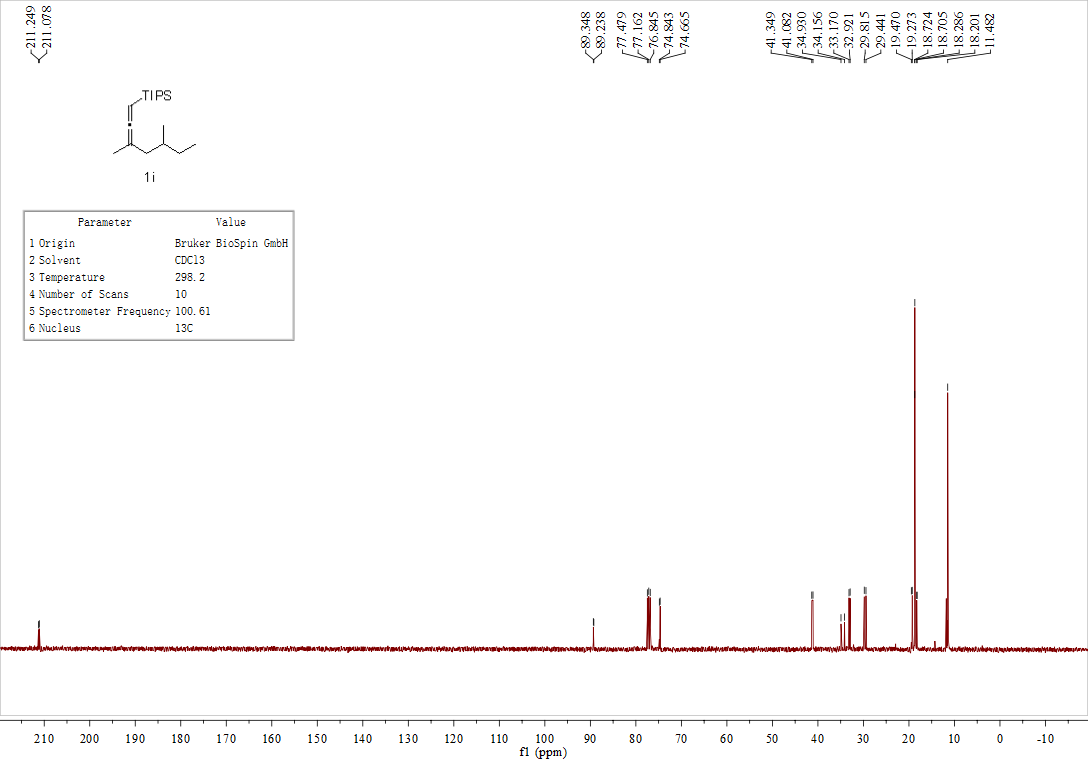 211.249
211.078
89.348
89.238
77.479
77.162
76.845
74.843
74.665
41.349
41.082
34.930
34.156
33.170
32.921
29.815
29.441
19.470
19.273
18.724
18.705
18.286
18.201
11.482
TIPS
1i
Parameter Value
1 Origin Bruker BioSpin GmbH
2 Solvent CDCl3
3 Temperature 298.2
4 Number of Scans 10
5 Spectrometer Frequency 100.61
6 Nucleus 13C
210 200 190 180 170 160 150 140 130 120 110 100 90 80 70 60 50 40 30 20 10 0 -10
f1 (ppm)